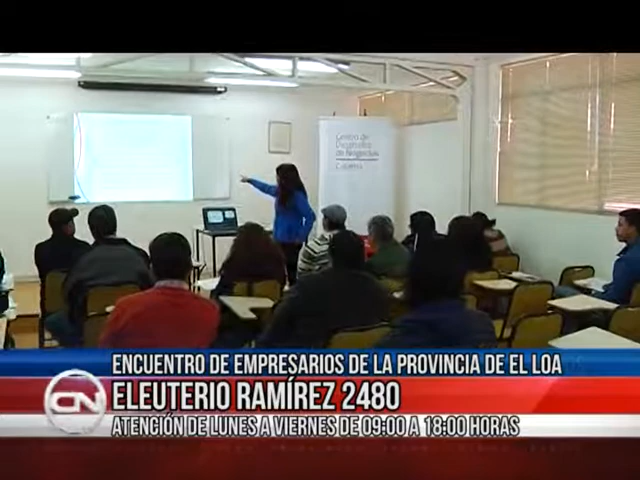 Centro de
Desarrollo
de Negocios
Calama
ENCUENTRO DE EMPRESARIOS DE LA PROVINCIA DE EL LOA
CN
ELEUTERIO RAMÍREZ 2480
ATENCIÓN DE LUNES A VIERNES DE 09:00 A 18:00 HORAS